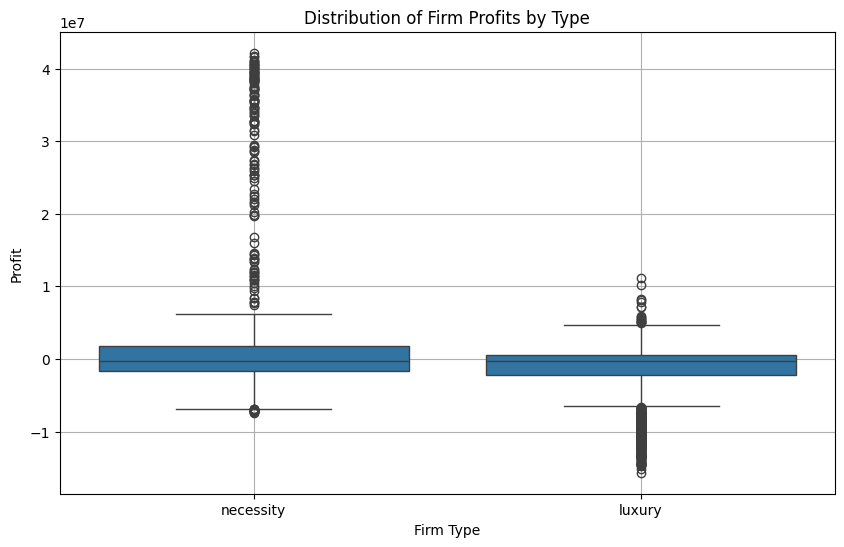 Distribution of Firm Profits by Type
1e7
4
3
2
1
0
−1
Profit
necessity
luxury
Firm Type